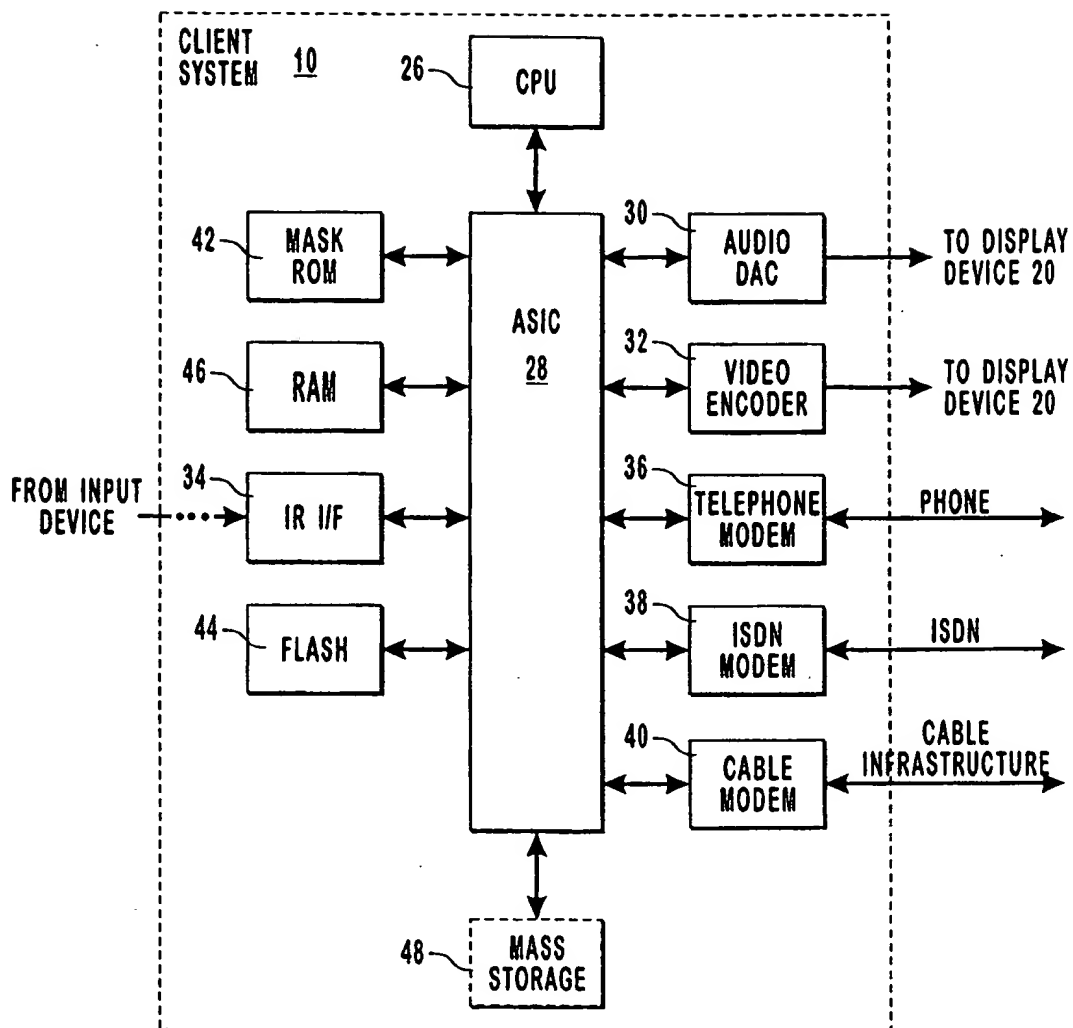 CLIENT
SYSTEM 10
26
CPU
42
MASK
ROM
30
AUDIO
DAC
TO DISPLAY
DEVICE 20
ASIC
28
46
RAM
32
VIDEO
ENCODER
TO DISPLAY
DEVICE 20
FROM INPUT
DEVICE
34
IR I/F
36
TELEPHONE
MODEM
PHONE
44
FLASH
38
ISDN
MODEM
ISDN
40
CABLE
MODEM
CABLE
INFRASTRUCTURE
48
MASS
STORAGE